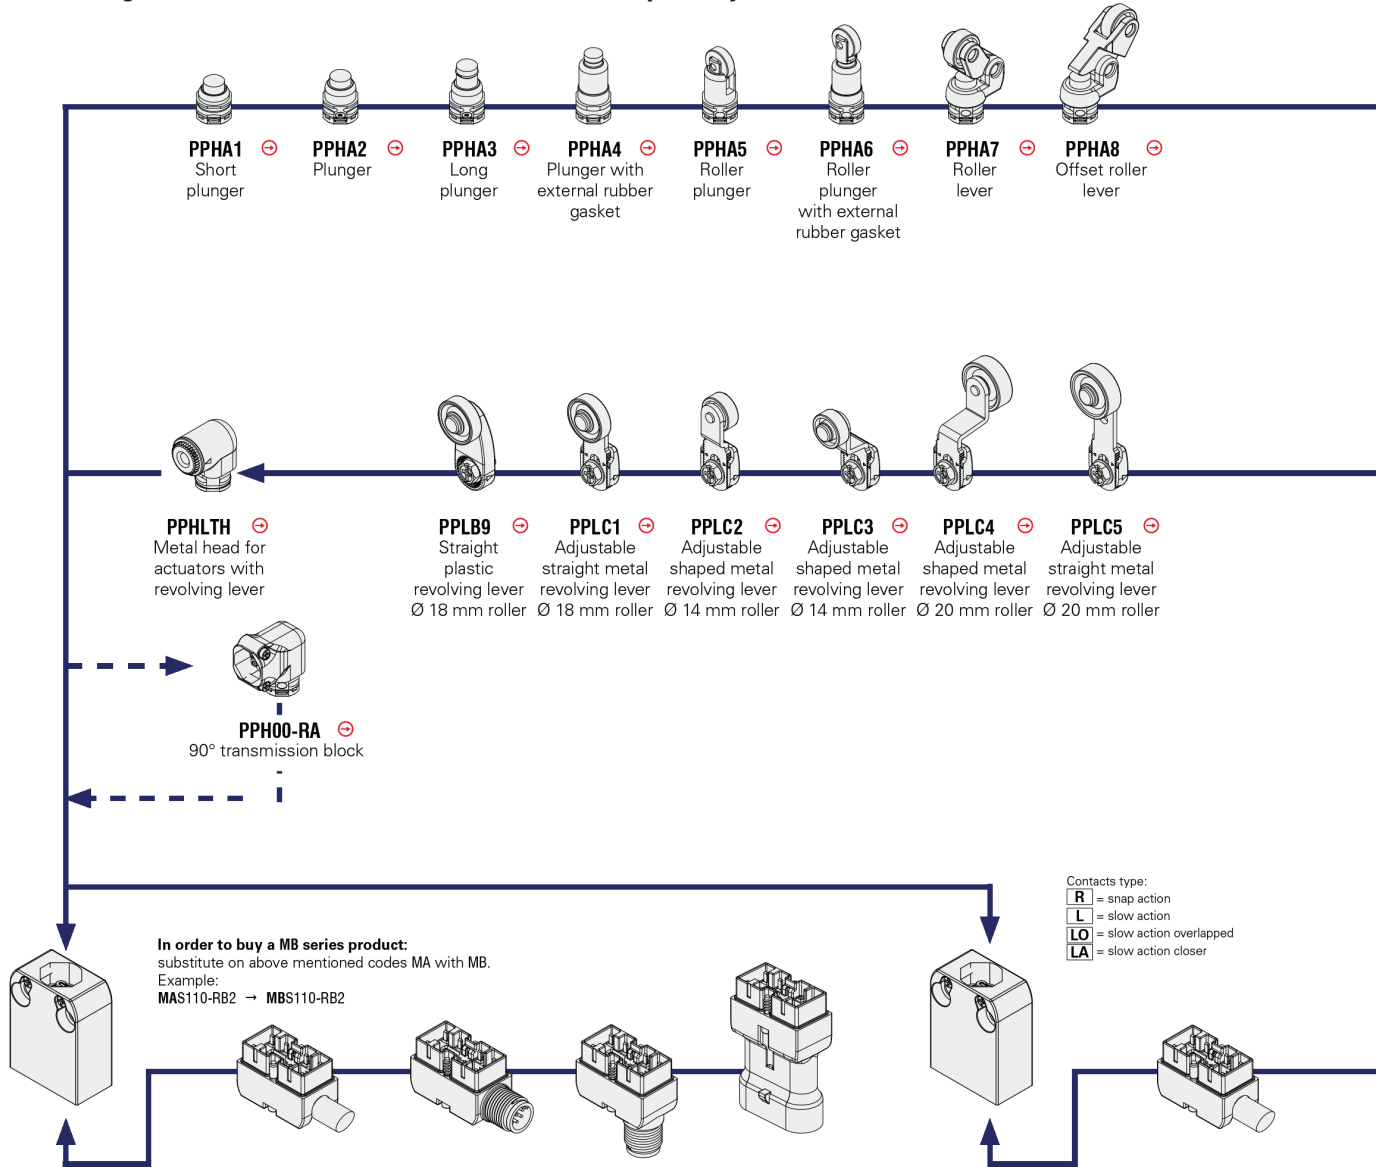 PPHA1
Short
plunger
PPHA2
Plunger
PPHA3
Long
plunger
PPHA4
Plunger with
external rubber
gasket
PPHA5
Roller
plunger
PPHA6
Roller
plunger
with external
rubber gasket
PPHA7
Roller
lever
PPHA8
Offset roller
lever
PPHLTH
Metal head for
actuators with
revolving lever
PPLB9
Straight
plastic
revolving lever
Ø 18 mm roller
PPLC1
Adjustable
straight metal
revolving lever
Ø 18 mm roller
PPLC2
Adjustable
shaped metal
revolving lever
Ø 14 mm roller
PPLC3
Adjustable
shaped metal
revolving lever
Ø 14 mm roller
PPLC4
Adjustable
shaped metal
revolving lever
Ø 20 mm roller
PPLC5
Adjustable
straight metal
revolving lever
Ø 20 mm roller
PPH00-RA
90° transmission block
Contacts type:
R = snap action
L = slow action
LO = slow action overlapped
LA = slow action closer
In order to buy a MB series product:
substitute on above mentioned codes MA with MB.
Example:
MAS110-RB2 → MBS110-RB2